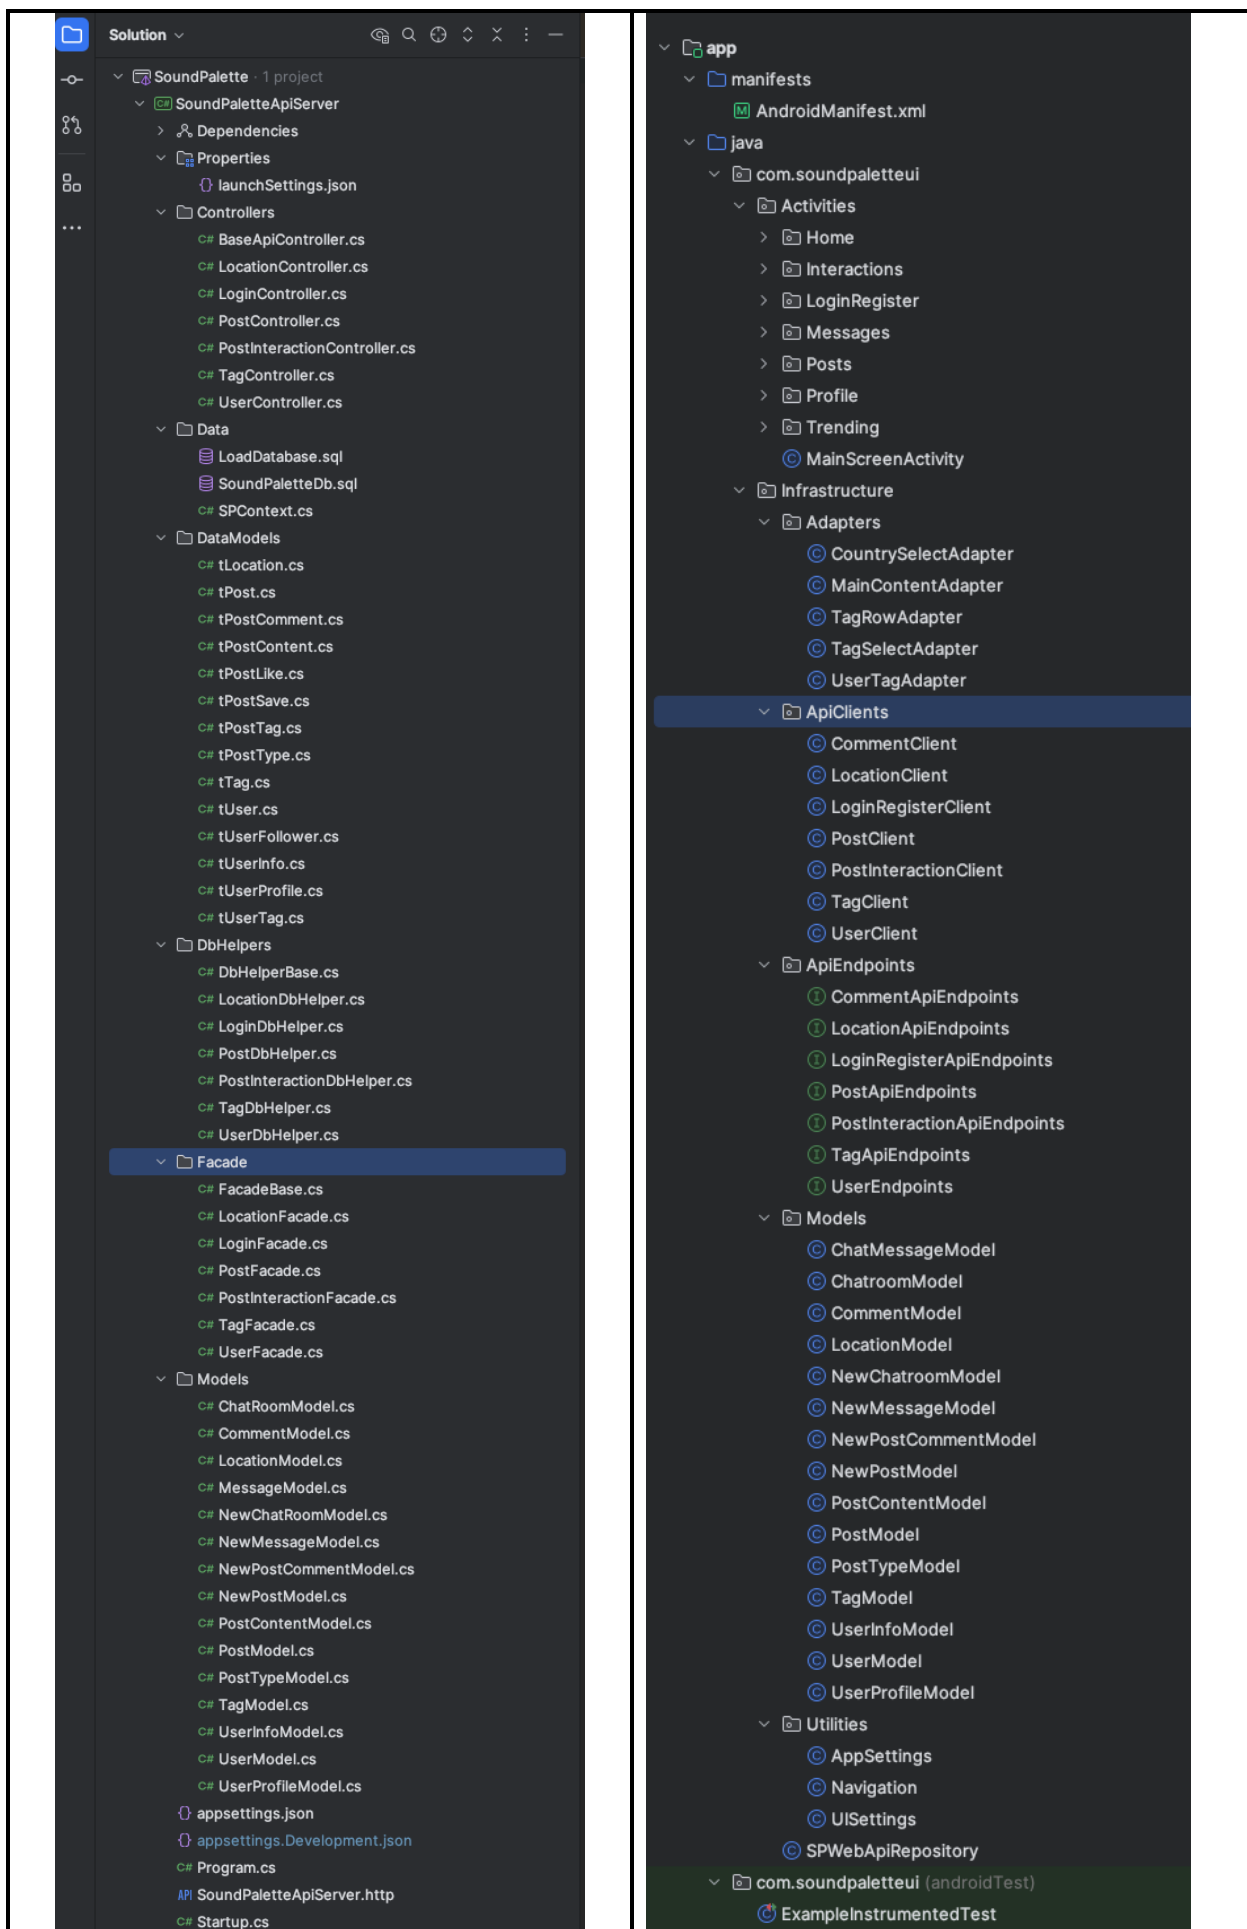 Solution
SoundPalette · 1 project
C# SoundPaletteApiServer
Dependencies
Properties
{} launchSettings.json
Controllers
C# BaseApiController.cs
C# LocationController.cs
C# LoginController.cs
C# PostController.cs
C# PostInteractionController.cs
C# TagController.cs
C# UserController.cs
Data
LoadDatabase.sql
SoundPaletteDb.sql
C# SPContext.cs
DataModels
C# tLocation.cs
C# tPost.cs
C# tPostComment.cs
C# tPostContent.cs
C# tPostLike.cs
C# tPostSave.cs
C# tPostTag.cs
C# tPostType.cs
C# tTag.cs
C# tUser.cs
C# tUserFollower.cs
C# tUserInfo.cs
C# tUserProfile.cs
C# tUserTag.cs
DbHelpers
C# DbHelperBase.cs
C# LocationDbHelper.cs
C# LoginDbHelper.cs
C# PostDbHelper.cs
C# PostInteractionDbHelper.cs
C# TagDbHelper.cs
C# UserDbHelper.cs
Facade
C# FacadeBase.cs
C# LocationFacade.cs
C# LoginFacade.cs
C# PostFacade.cs
C# PostInteractionFacade.cs
C# TagFacade.cs
C# UserFacade.cs
Models
C# ChatRoomModel.cs
C# CommentModel.cs
C# LocationModel.cs
C# MessageModel.cs
C# NewChatRoomModel.cs
C# NewMessageModel.cs
C# NewPostCommentModel.cs
C# NewPostModel.cs
C# PostContentModel.cs
C# PostModel.cs
C# PostTypeModel.cs
C# TagModel.cs
C# UserInfoModel.cs
C# UserModel.cs
C# UserProfileModel.cs
{} appsettings.json
{} appsettings.Development.json
C# Program.cs
API SoundPaletteApiServer.http
C# Startup.cs
app
manifests
M AndroidManifest.xml
java
com.soundpaletteui
Activities
Home
Interactions
LoginRegister
Messages
Posts
Profile
Trending
C MainScreenActivity
Infrastructure
Adapters
C CountrySelectAdapter
C MainContentAdapter
C TagRowAdapter
C TagSelectAdapter
C UserTagAdapter
ApiClients
C CommentClient
C LocationClient
C LoginRegisterClient
C PostClient
C PostInteractionClient
C TagClient
C UserClient
ApiEndpoints
I CommentApiEndpoints
I LocationApiEndpoints
I LoginRegisterApiEndpoints
I PostApiEndpoints
I PostInteractionApiEndpoints
I TagApiEndpoints
I UserEndpoints
Models
C ChatMessageModel
C ChatroomModel
C CommentModel
C LocationModel
C NewChatroomModel
C NewMessageModel
C NewPostCommentModel
C NewPostModel
C PostContentModel
C PostModel
C PostTypeModel
C TagModel
C UserInfoModel
C UserModel
C UserProfileModel
Utilities
C AppSettings
C Navigation
C UISettings
C SPWebApiRepository
com.soundpaletteui (androidTest)
C ExampleInstrumentedTest